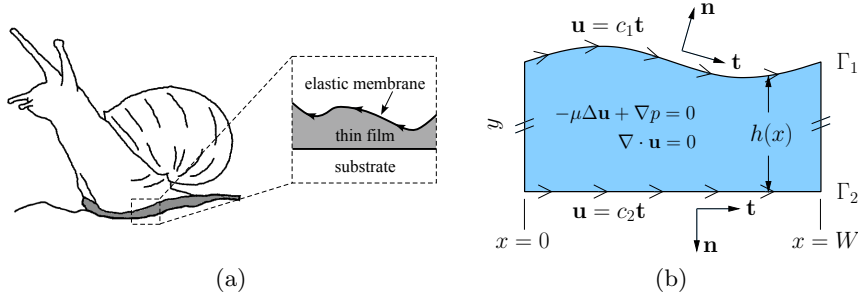 elastic membrane
thin film
substrate
(a)
u = c₁t
n
t
Γ₁
−μΔu + ∇p = 0
∇ · u = 0
y
h(x)
Γ₂
u = c₂t
t
n
x = 0
x = W
(b)